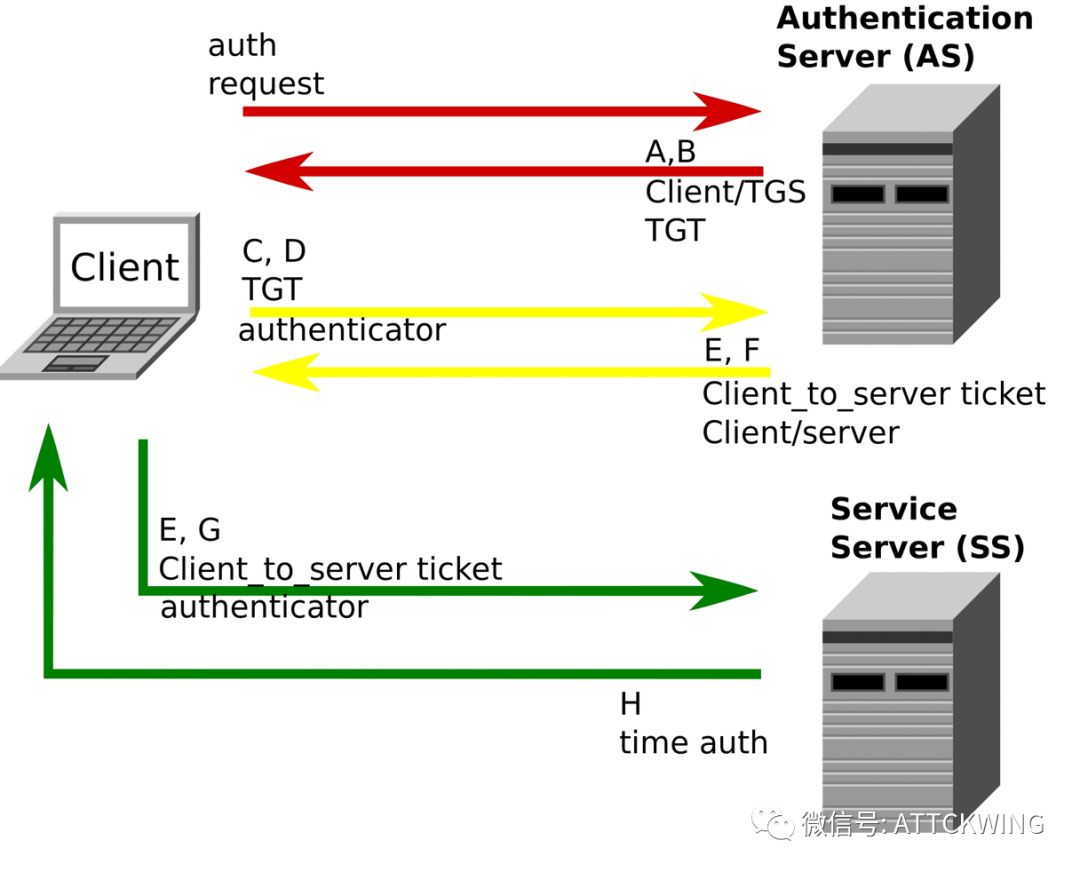 Authentication
Server (AS)
auth
request
A,B
Client/TGS
TGT
Client
C, D
TGT
authenticator
E, F
Client_to_server ticket
Client/server
E, G
Client_to_server ticket
authenticator
Service
Server (SS)
H
time auth
微信号: ATTCKWING